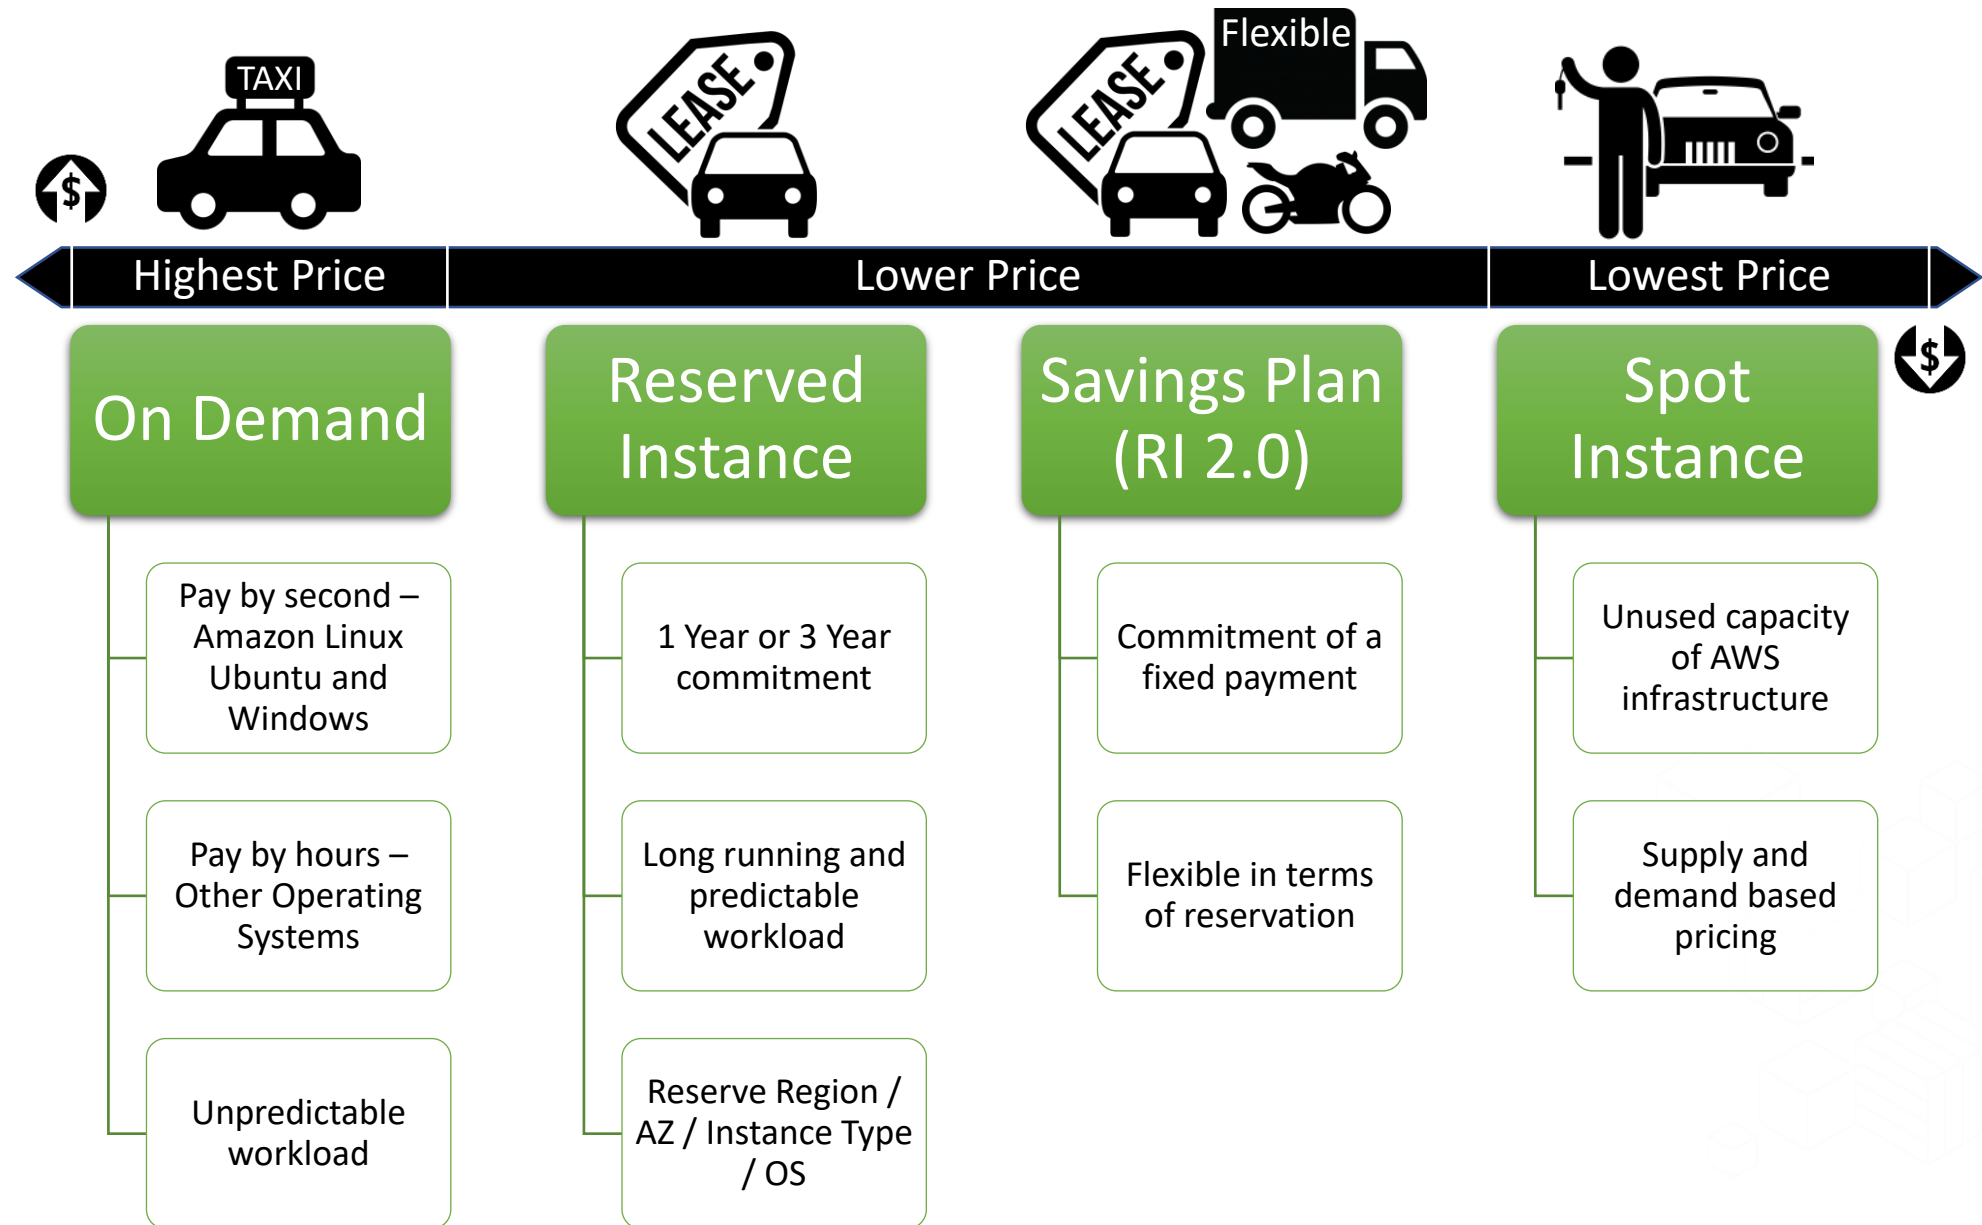 TAXI
LEASE
LEASE
Flexible
$
Highest Price
Lower Price
Lowest Price
$
On Demand
Reserved
Instance
Savings Plan
(RI 2.0)
Spot
Instance
Pay by second –
Amazon Linux
Ubuntu and
Windows
Pay by hours –
Other Operating
Systems
Unpredictable
workload
1 Year or 3 Year
commitment
Long running and
predictable
workload
Reserve Region /
AZ / Instance Type
/ OS
Commitment of a
fixed payment
Flexible in terms
of reservation
Unused capacity
of AWS
infrastructure
Supply and
demand based
pricing